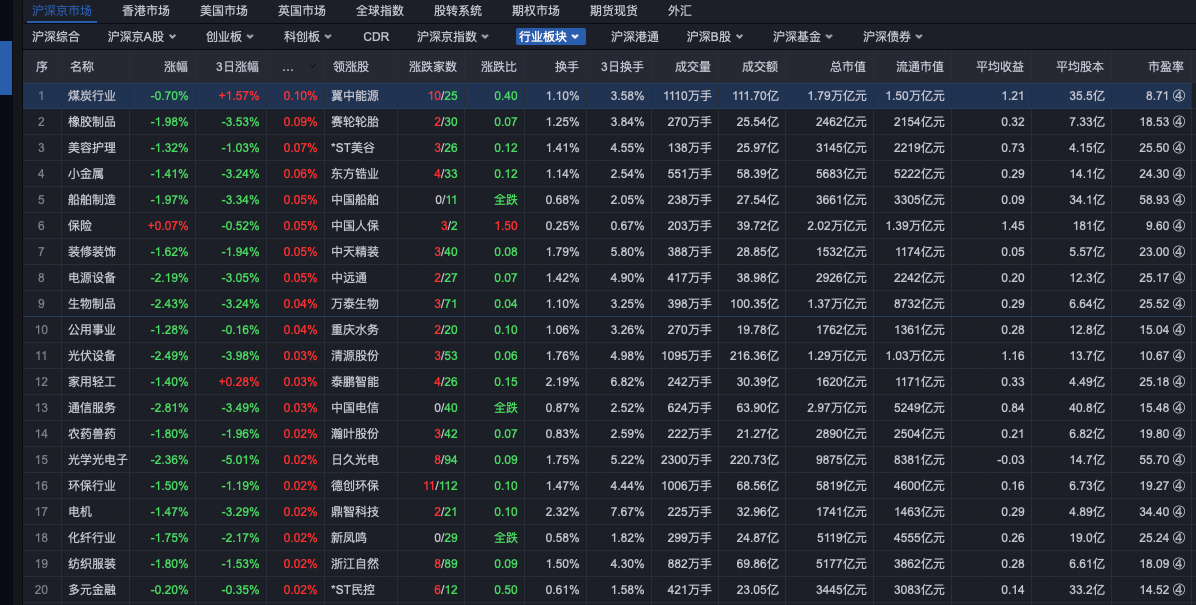 沪深京市场 香港市场 美国市场 英国市场 全球指数 股转系统 期权市场 期货现货 外汇
沪深综合 沪深京A股 创业板 科创板 CDR 沪深京指数 行业板块 沪深港通 沪深B股 沪深基金 沪深债券
序 名称 涨幅 3日涨幅 ... 领涨股 涨跌家数 涨跌比 换手 3日换手 成交量 成交额 总市值 流通市值 平均收益 平均股本 市盈率
1 煤炭行业 -0.70% +1.57% 0.10% 冀中能源 10/25 0.40 1.10% 3.58% 1110万手 111.70亿 1.79万亿元 1.50万亿元 1.21 35.5亿 8.71 ④
2 橡胶制品 -1.98% -3.53% 0.09% 赛轮轮胎 2/30 0.07 1.25% 3.84% 270万手 25.54亿 2462亿元 2154亿元 0.32 7.33亿 18.53 ④
3 美容护理 -1.32% -1.03% 0.07% *ST美谷 3/26 0.12 1.41% 4.55% 138万手 25.97亿 3145亿元 2219亿元 0.73 4.15亿 25.50 ④
4 小金属 -1.41% -3.24% 0.06% 东方锆业 4/33 0.12 1.14% 2.54% 551万手 58.39亿 5683亿元 5222亿元 0.29 14.1亿 24.30 ④
5 船舶制造 -1.97% -3.34% 0.05% 中国船舶 0/11 全跌 0.68% 2.05% 238万手 27.54亿 3661亿元 3305亿元 0.09 34.1亿 58.93 ④
6 保险 +0.07% -0.52% 0.05% 中国人保 3/2 1.50 0.25% 0.67% 203万手 39.72亿 2.02万亿元 1.39万亿元 1.45 181亿 9.60 ④
7 装修装饰 -1.62% -1.94% 0.05% 中天精装 3/40 0.08 1.79% 5.80% 388万手 28.85亿 1532亿元 1174亿元 0.05 5.57亿 23.00 ④
8 电源设备 -2.19% -3.05% 0.05% 中远通 2/27 0.07 1.42% 4.90% 417万手 38.98亿 2926亿元 2242亿元 0.20 12.3亿 25.17 ④
9 生物制品 -2.43% -3.24% 0.04% 万泰生物 3/71 0.04 1.10% 3.25% 398万手 100.35亿 1.37万亿元 8732亿元 0.29 6.64亿 25.52 ④
10 公用事业 -1.28% -0.16% 0.04% 重庆水务 2/20 0.10 1.06% 3.26% 270万手 19.78亿 1762亿元 1361亿元 0.28 12.8亿 15.04 ④
11 光伏设备 -2.49% -3.98% 0.03% 清源股份 3/53 0.06 1.76% 4.98% 1095万手 216.36亿 1.29万亿元 1.03万亿元 1.16 13.7亿 10.67 ④
12 家用轻工 -1.40% +0.28% 0.03% 泰鹏智能 4/26 0.15 2.19% 6.82% 242万手 30.39亿 1620亿元 1171亿元 0.33 4.49亿 25.18 ④
13 通信服务 -2.81% -3.49% 0.03% 中国电信 0/40 全跌 0.87% 2.52% 624万手 63.90亿 2.97万亿元 5249亿元 0.84 40.8亿 15.48 ④
14 农药兽药 -1.80% -1.96% 0.02% 瀚叶股份 3/42 0.07 0.83% 2.59% 222万手 21.27亿 2890亿元 2504亿元 0.21 6.82亿 19.80 ④
15 光学光电子 -2.36% -5.01% 0.02% 日久光电 8/94 0.09 1.75% 5.22% 2300万手 220.73亿 9875亿元 8381亿元 -0.03 14.7亿 55.70 ④
16 环保行业 -1.50% -1.19% 0.02% 德创环保 11/112 0.10 1.47% 4.44% 1006万手 68.56亿 5819亿元 4600亿元 0.16 6.73亿 19.27 ④
17 电机 -1.47% -3.29% 0.02% 鼎智科技 2/21 0.10 2.32% 7.67% 225万手 32.96亿 1741亿元 1463亿元 0.29 4.89亿 34.40 ④
18 化纤行业 -1.75% -2.17% 0.02% 新凤鸣 0/29 全跌 0.58% 1.82% 299万手 24.87亿 5119亿元 4555亿元 0.26 19.0亿 25.24 ④
19 纺织服装 -1.80% -1.53% 0.02% 浙江自然 8/89 0.09 1.50% 4.30% 882万手 69.86亿 5177亿元 3862亿元 0.28 6.61亿 18.09 ④
20 多元金融 -0.20% -0.35% 0.02% *ST民控 6/12 0.50 0.61% 1.58% 421万手 23.05亿 3445亿元 3083亿元 0.14 33.2亿 14.52 ④